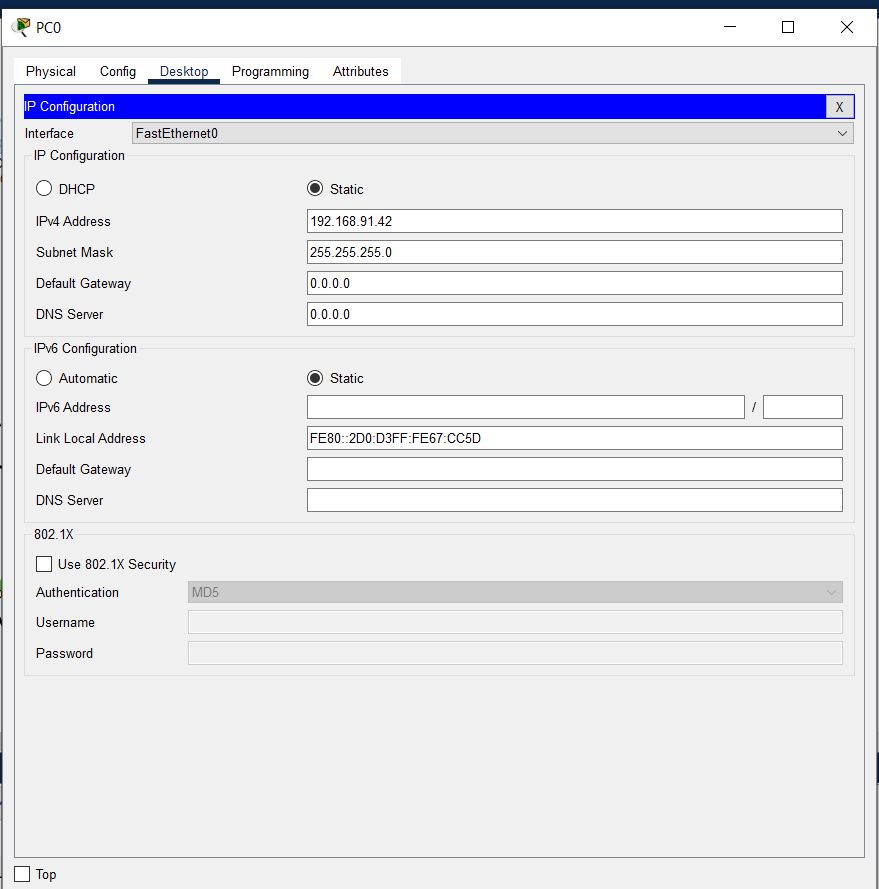 PC0
Physical Config Desktop Programming Attributes
IP Configuration X
Interface FastEthernet0
IP Configuration
DHCP Static
IPv4 Address 192.168.91.42
Subnet Mask 255.255.255.0
Default Gateway 0.0.0.0
DNS Server 0.0.0.0
IPv6 Configuration
Automatic Static
IPv6 Address /
Link Local Address FE80::2D0:D3FF:FE67:CC5D
Default Gateway
DNS Server
802.1X
Use 802.1X Security
Authentication MD5
Username
Password
Top